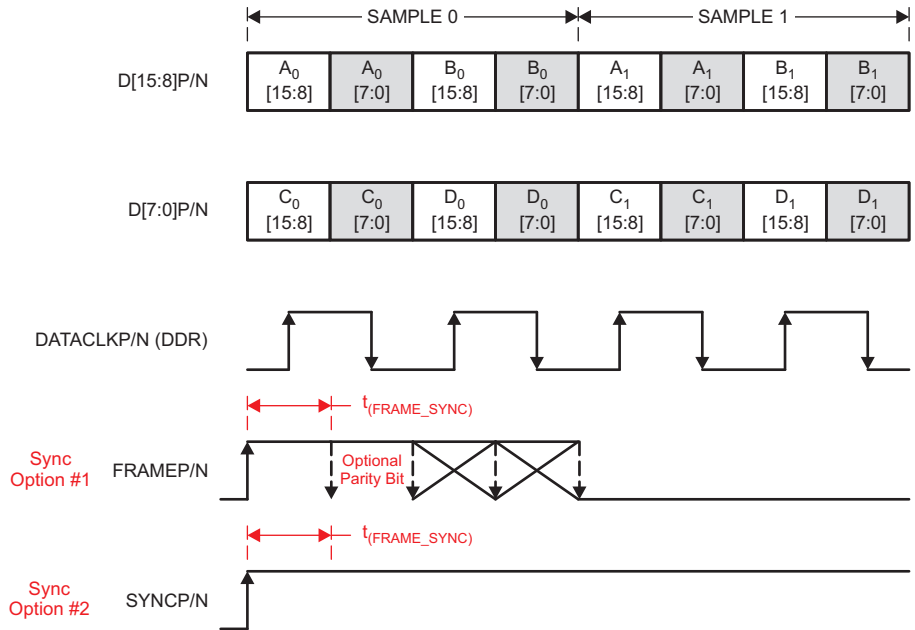 SAMPLE 0 SAMPLE 1
D[15:8]P/N
A0 A0 B0 B0 A1 A1 B1 B1
[15:8] [7:0] [15:8] [7:0] [15:8] [7:0] [15:8] [7:0]
D[7:0]P/N
C0 C0 D0 D0 C1 C1 D1 D1
[15:8] [7:0] [15:8] [7:0] [15:8] [7:0] [15:8] [7:0]
DATACLKP/N (DDR)
t(FRAME_SYNC)
Sync
Option #1
FRAMEP/N
Optional
Parity Bit
t(FRAME_SYNC)
Sync
Option #2
SYNCP/N